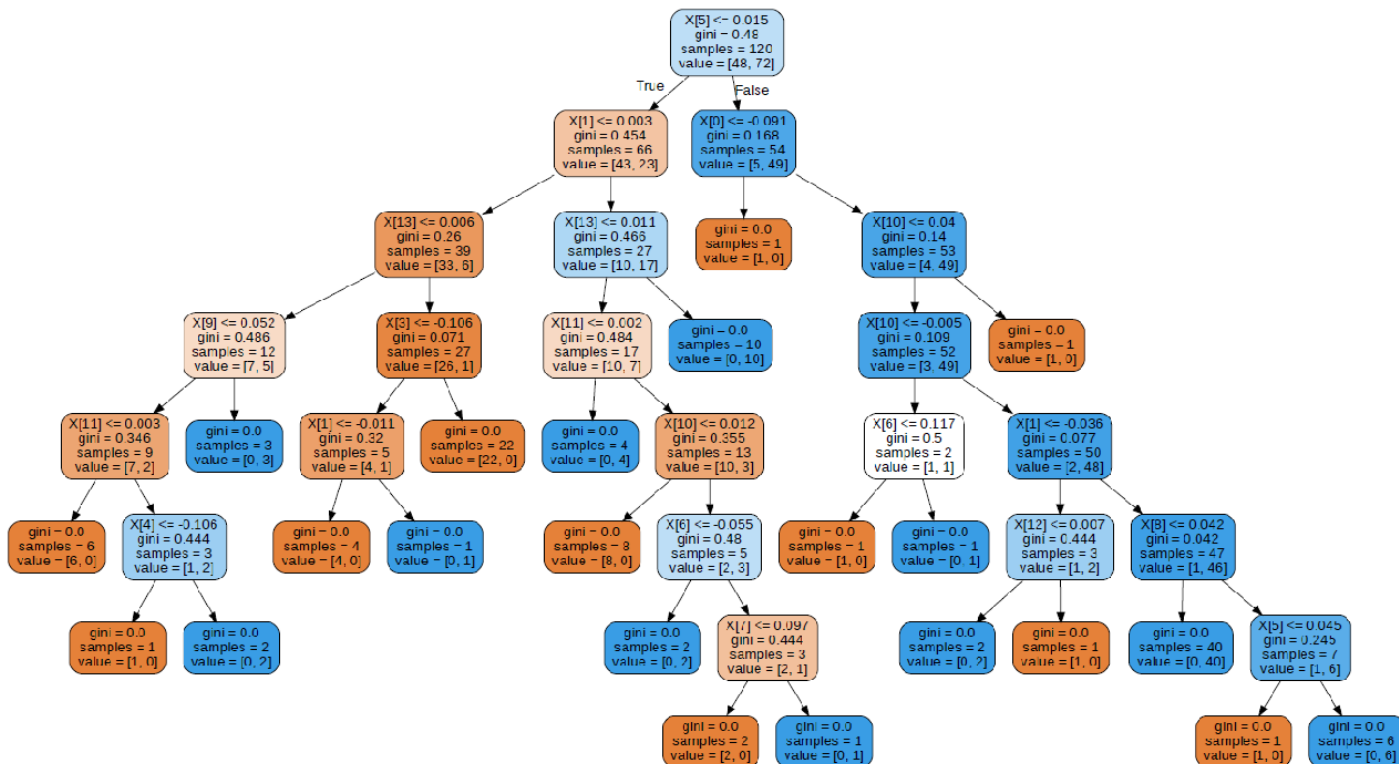 X[5] <= 0.015
gini = 0.48
samples = 120
value = [48, 72]
True
False
X[1] <= 0.003
gini = 0.454
samples = 66
value = [43, 23]
X[0] <= -0.091
gini = 0.168
samples = 54
value = [5, 49]
X[13] <= 0.006
gini = 0.26
samples = 39
value = [33, 6]
X[13] <= 0.011
gini = 0.466
samples = 27
value = [10, 17]
gini = 0.0
samples = 1
value = [1, 0]
X[10] <= 0.04
gini = 0.14
samples = 53
value = [4, 49]
X[9] <= 0.052
gini = 0.486
samples = 12
value = [7, 5]
X[3] <= -0.106
gini = 0.071
samples = 27
value = [26, 1]
X[11] <= 0.002
gini = 0.484
samples = 17
value = [10, 7]
gini = 0.0
samples = 10
value = [0, 10]
X[10] <= -0.005
gini = 0.109
samples = 52
value = [3, 49]
gini = 0.0
samples = 1
value = [1, 0]
X[11] <= 0.003
gini = 0.346
samples = 9
value = [7, 2]
gini = 0.0
samples = 3
value = [0, 3]
X[1] <= -0.011
gini = 0.32
samples = 5
value = [4, 1]
gini = 0.0
samples = 22
value = [22, 0]
gini = 0.0
samples = 4
value = [0, 4]
X[10] <= 0.012
gini = 0.355
samples = 13
value = [10, 3]
X[6] <= 0.117
gini = 0.5
samples = 2
value = [1, 1]
X[1] <= -0.036
gini = 0.077
samples = 50
value = [2, 48]
gini = 0.0
samples = 6
value = [6, 0]
X[4] <= -0.106
gini = 0.444
samples = 3
value = [1, 2]
gini = 0.0
samples = 4
value = [4, 0]
gini = 0.0
samples = 1
value = [0, 1]
gini = 0.0
samples = 8
value = [8, 0]
X[6] <= -0.055
gini = 0.48
samples = 5
value = [2, 3]
gini = 0.0
samples = 1
value = [1, 0]
gini = 0.0
samples = 1
value = [0, 1]
X[12] <= 0.007
gini = 0.444
samples = 3
value = [1, 2]
X[8] <= 0.042
gini = 0.042
samples = 47
value = [1, 46]
gini = 0.0
samples = 1
value = [1, 0]
gini = 0.0
samples = 2
value = [0, 2]
gini = 0.0
samples = 2
value = [0, 2]
X[7] <= 0.097
gini = 0.444
samples = 3
value = [2, 1]
gini = 0.0
samples = 2
value = [0, 2]
gini = 0.0
samples = 1
value = [1, 0]
gini = 0.0
samples = 40
value = [0, 40]
X[5] <= 0.045
gini = 0.245
samples = 7
value = [1, 6]
gini = 0.0
samples = 2
value = [2, 0]
gini = 0.0
samples = 1
value = [0, 1]
gini = 0.0
samples = 1
value = [1, 0]
gini = 0.0
samples = 6
value = [0, 6]